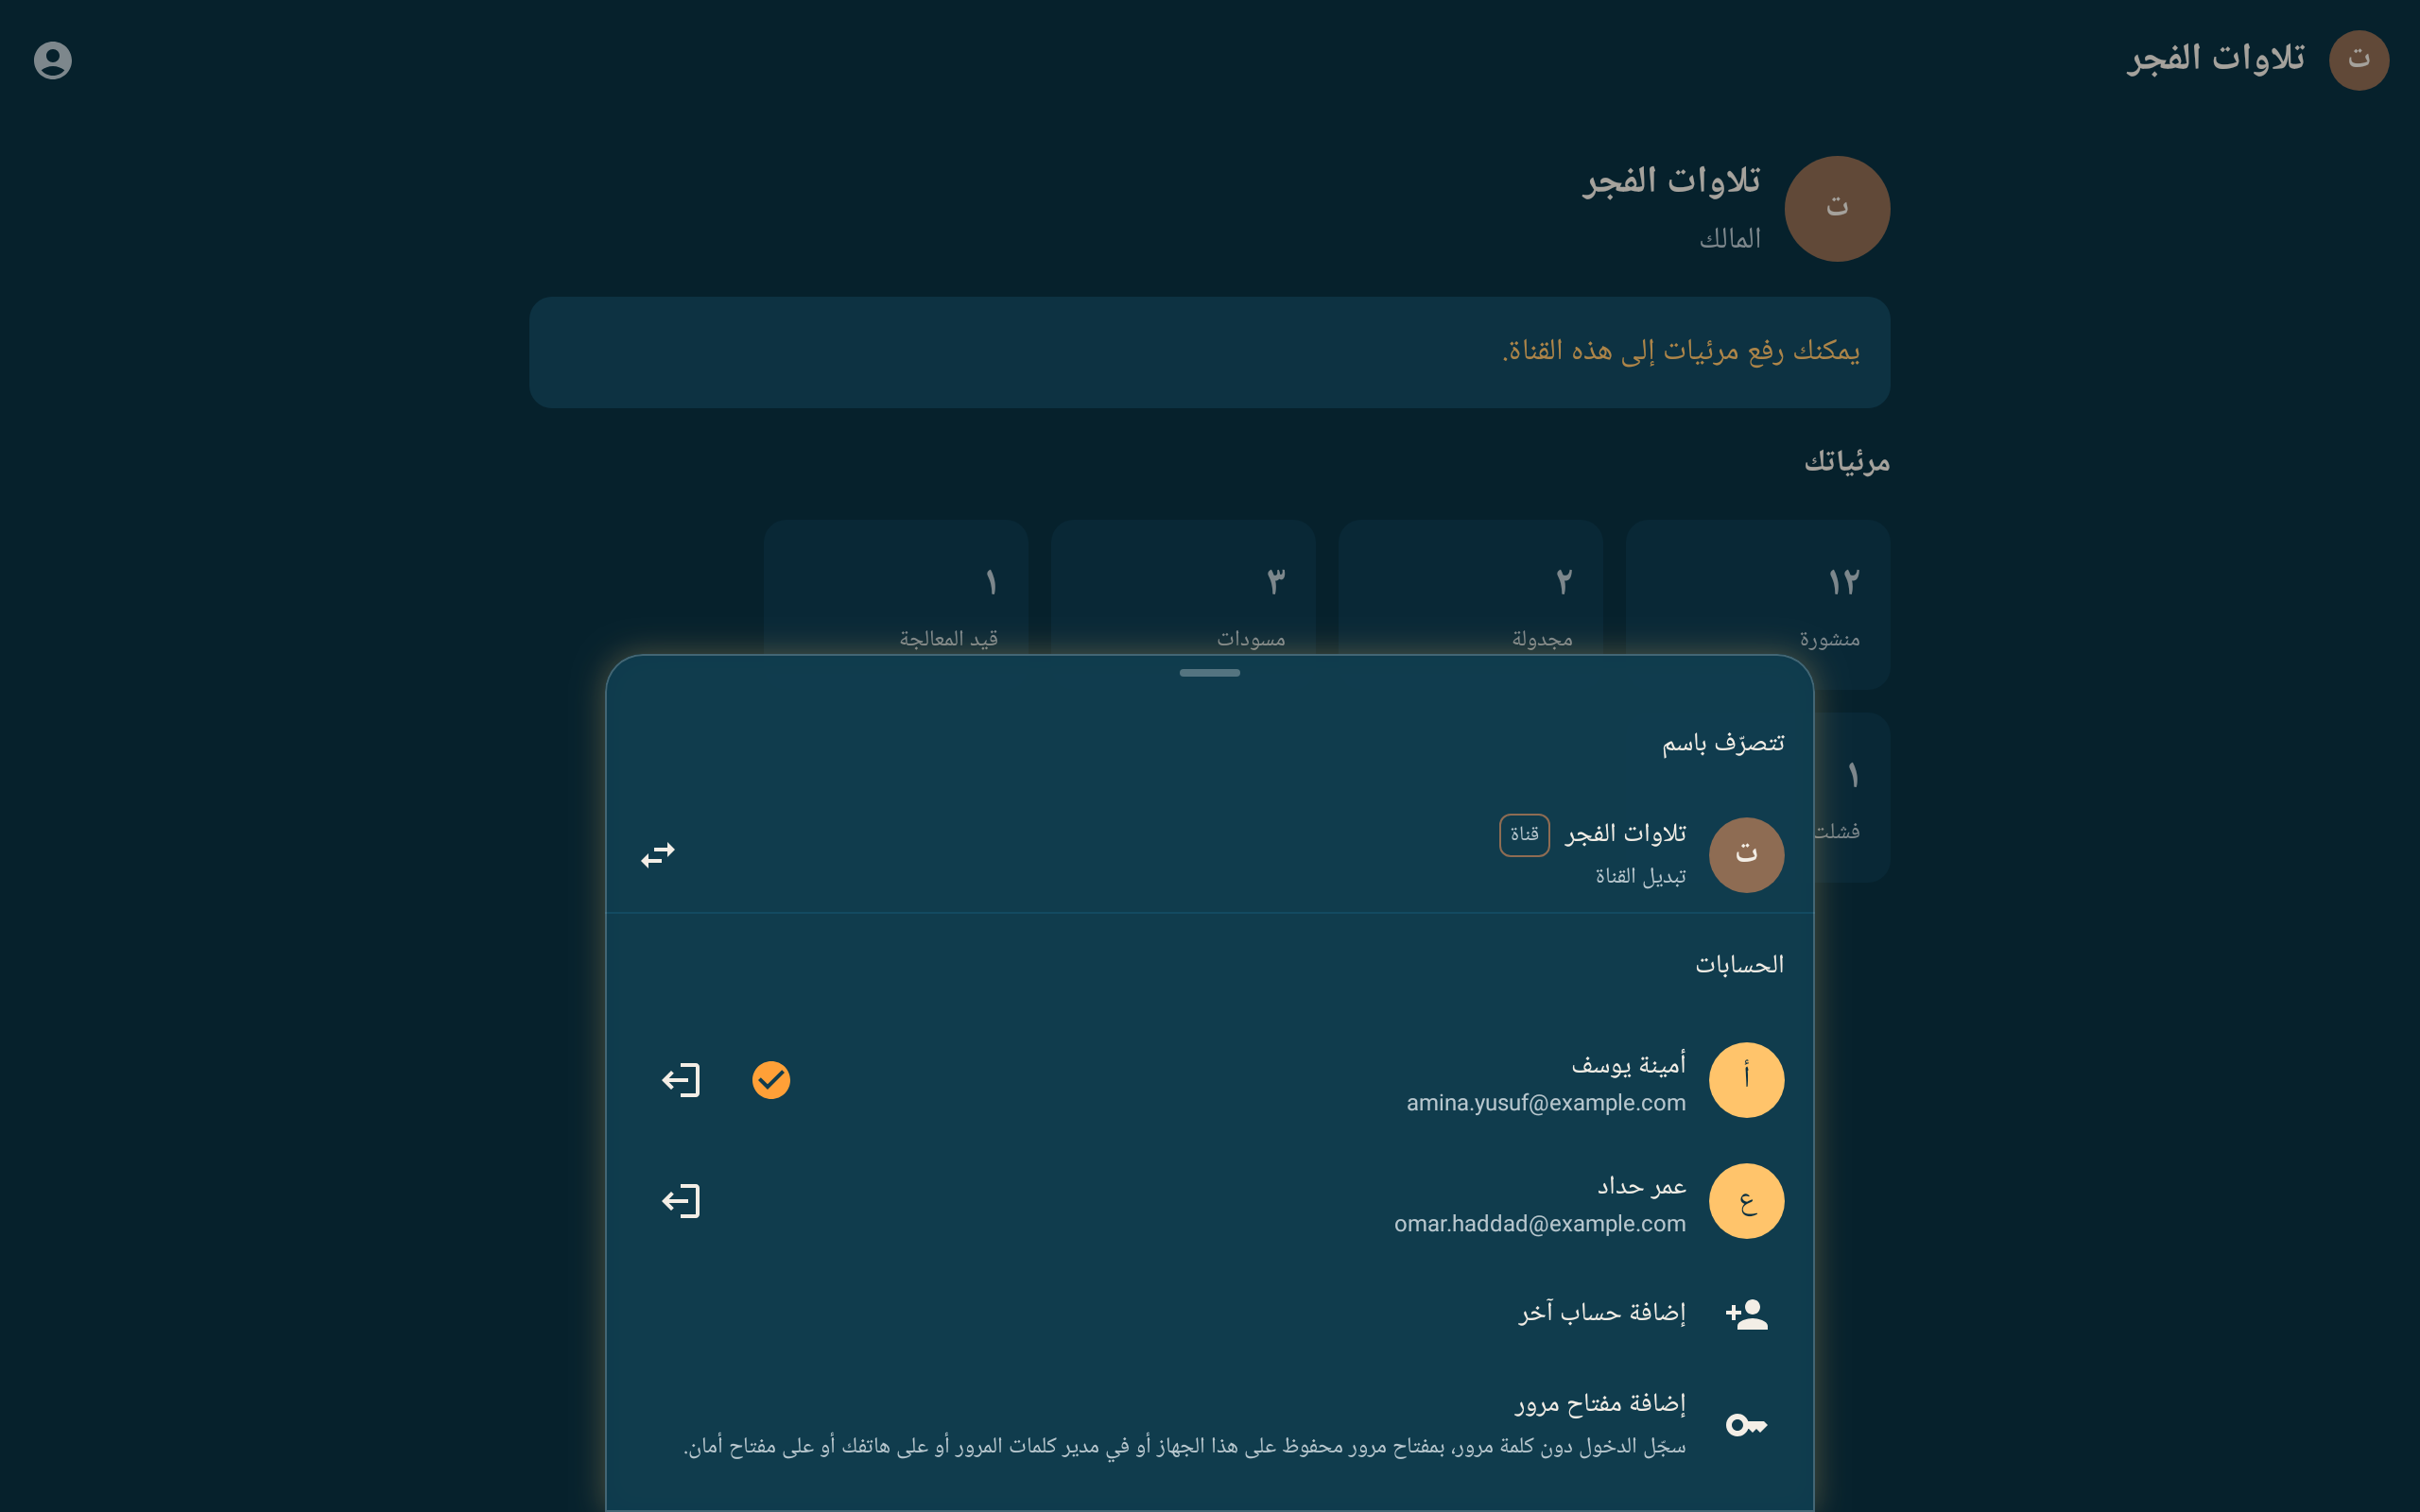 ت تلاوات الفجر
ت
تلاوات الفجر
المالك
يمكنك رفع مرئيات إلى هذه القناة.
مرئياتك
١٢ ٢ ٣ ١
منشورة مجدولة مسودات قيد المعالجة
١
فشلت
تتصرّف باسم
ت
تلاوات الفجر قناة
تبديل القناة
الحسابات
أ
أمينة يوسف
amina.yusuf@example.com
ع
عمر حداد
omar.haddad@example.com
إضافة حساب آخر
إضافة مفتاح مرور
سجّل الدخول دون كلمة مرور، بمفتاح مرور محفوظ على هذا الجهاز أو في مدير كلمات المرور أو على هاتفك أو على مفتاح أمان.